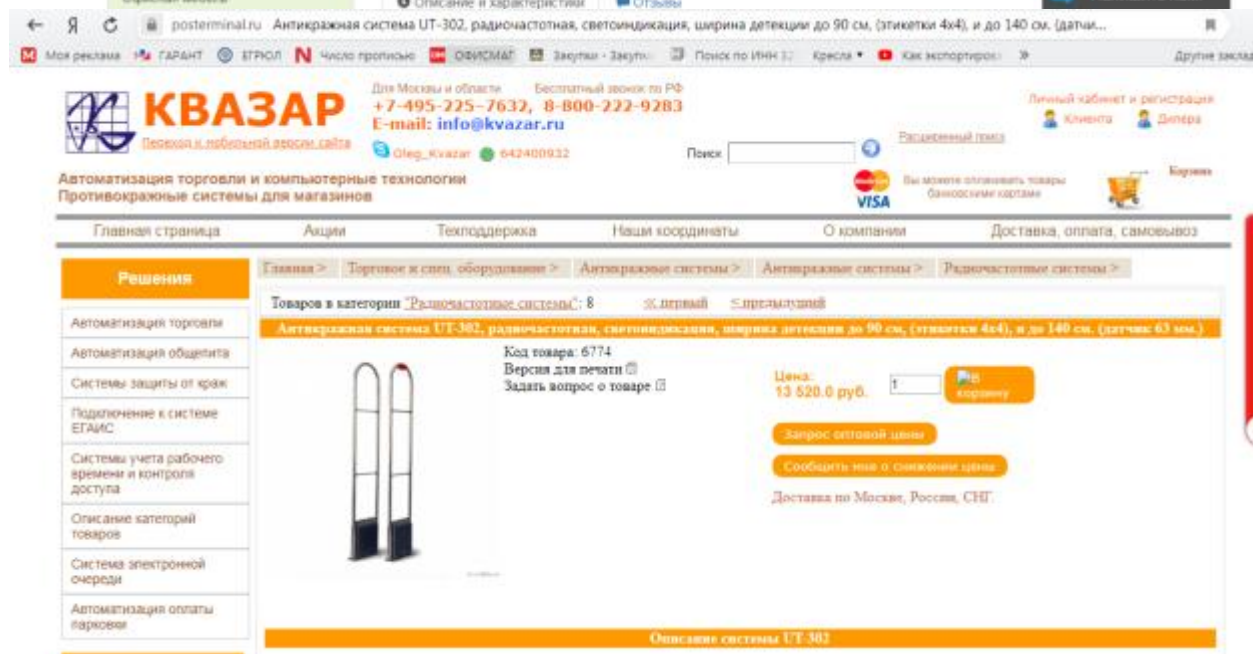 Описание и характеристики Отзывы
posterminal.ru Антикражная система UT-302, радиочастотная, светоиндикация, ширина детекции до 90 см, (этикетки 4x4), и до 140 см. (датчи...
Моя реклама ГАРАНТ ЕГРЮЛ Число прописью ОФИСМАГ Закупки - Закупк Поиск по ИНН Кресла Как экспортиров »
Другие заклад
КВАЗАР
Переход к мобильной версии сайта
Для Москвы и области Бесплатный звонок по РФ
+7-495-225-7632, 8-800-222-9283
E-mail: info@kvazar.ru
Oleg_Kvazar 642400932
Поиск
Расширенный поиск
Личный кабинет и регистрация
Клиента Дилера
Автоматизация торговли и компьютерные технологии
Противокражные системы для магазинов
VISA
Вы можете оплачивать товары
банковскими картами
Корзина
Главная страница Акции Техподдержка Наши координаты О компании Доставка, оплата, самовывоз
Решения
Автоматизация торговли
Автоматизация общепита
Системы защиты от краж
Подключение к системе
ЕГАИС
Системы учета рабочего
времени и контроля
доступа
Описание категорий
товаров
Система электронной
очереди
Автоматизация оплаты
парковки
Главная > Торговое и спец. оборудование > Антикражные системы > Антикражные системы > Радиочастотные системы >
Товаров в категории "Радиочастотные системы": 8 << первый < предыдущий
Антикражная система UT-302, радиочастотная, светоиндикация, ширина детекции до 90 см, (этикетки 4x4), и до 140 см. (датчик 63 мм.)
Код товара: 6774
Версия для печати
Задать вопрос о товаре
Цена:
13 520.0 руб.
1
В
корзину
Запрос оптовой цены
Сообщить мне о снижении цены
Доставка по Москве, России, СНГ.
Описание системы UT-302